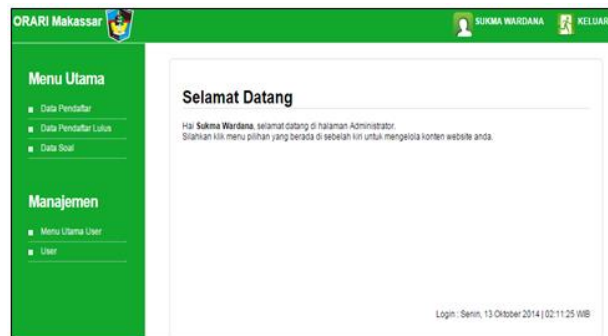 ORARI Makassar
SUKMA WARDANA
KELUAR
Menu Utama
Data Pendaftar
Data Pendaftar Lulus
Data Soal
Manajemen
Menu Utama User
User
Selamat Datang
Hai Sukma Wardana, selamat datang di halaman Administrator.
Silahkan klik menu pilihan yang berada di sebelah kiri untuk mengelola konten website anda.
Login : Senin, 13 Oktober 2014 | 02:11:25 WIB